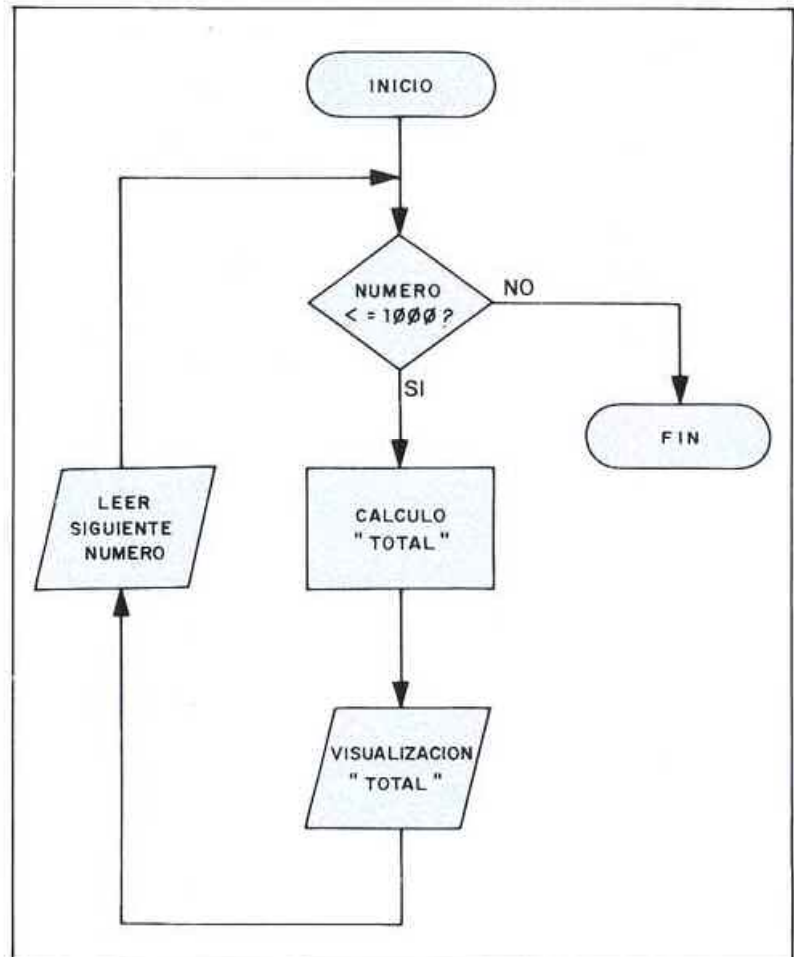 INICIO
NUMERO
< = 1ØØØ ?
NO
SI
FIN
LEER
SIGUIENTE
NUMERO
CALCULO
" TOTAL "
VISUALIZACION
" TOTAL "